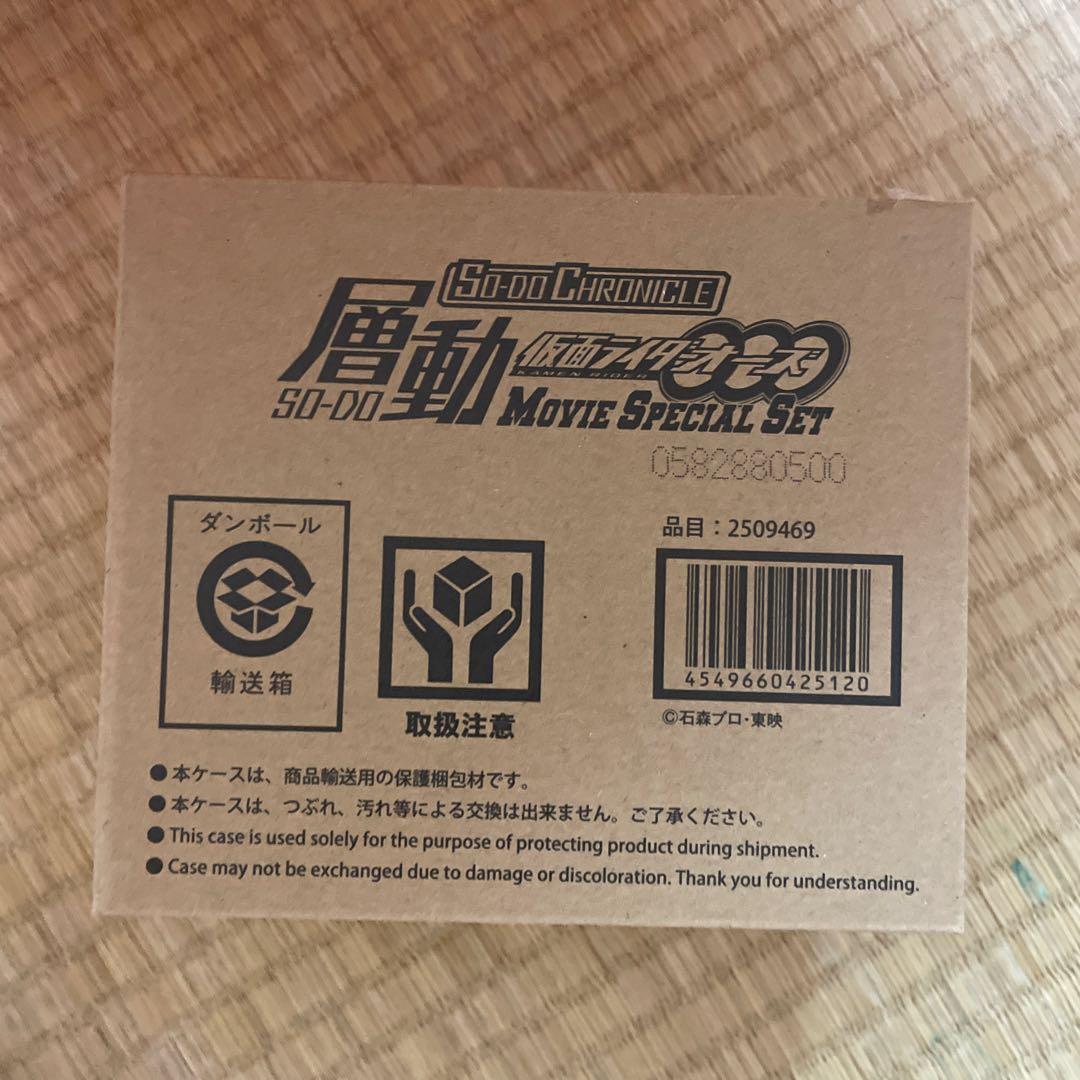 SO-DO CHRONICLE
層動
SO-DO
仮面ライダーオーズ
KAMEN RIDER
MOVIE SPECIAL SET
0582880500
ダンボール
輸送箱
取扱注意
品目：2509469
4549660425120
©石森プロ・東映
●本ケースは、商品輸送用の保護梱包材です。
●本ケースは、つぶれ、汚れ等による交換は出来ません。ご了承ください。
●This case is used solely for the purpose of protecting product during shipment.
●Case may not be exchanged due to damage or discoloration. Thank you for understanding.